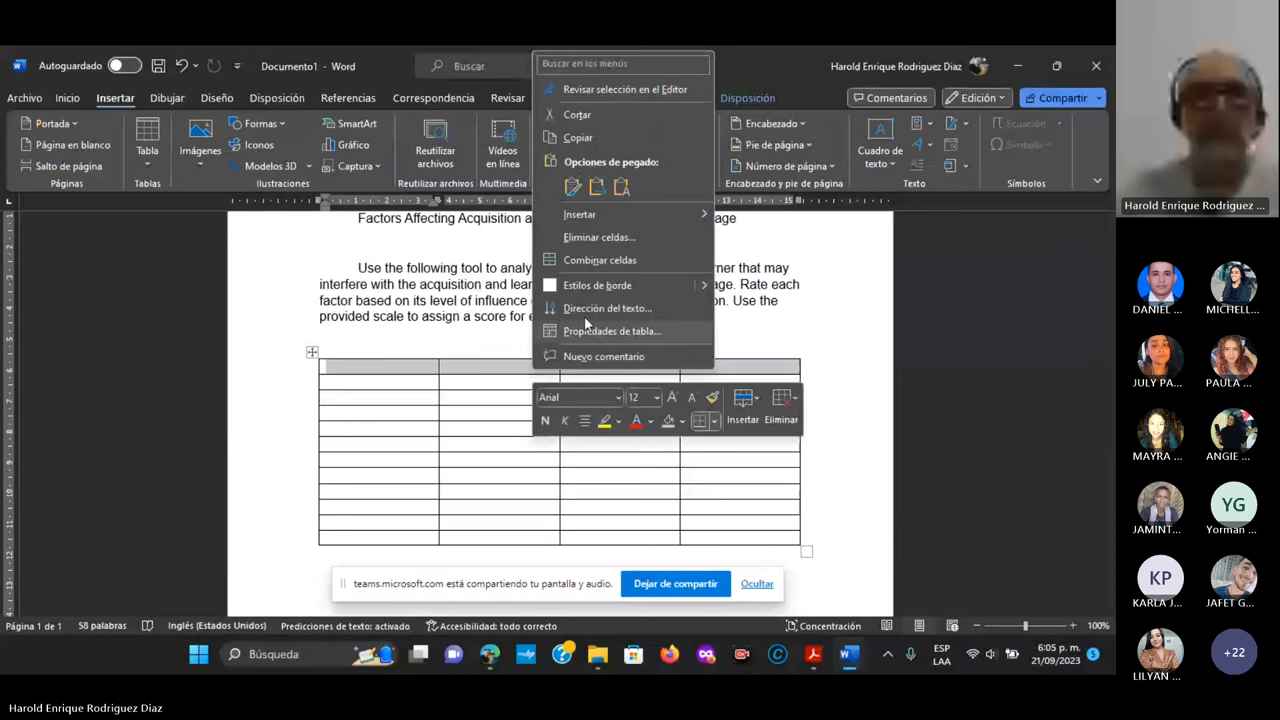 Autoguardado
Documento1 - Word
Buscar
Harold Enrique Rodriguez Diaz
Archivo Inicio Insertar Dibujar Diseño Disposición Referencias Correspondencia Revisar
Disposición
Comentarios
Edición
Compartir
Portada
Página en blanco
Salto de página
Páginas
Tabla
Tablas
Imágenes
Formas
Iconos
Modelos 3D
SmartArt
Gráfico
Captura
Ilustraciones
Reutilizar
archivos
Reutilizar archivos
Vídeos
en línea
Multimedia
Encabezado
Pie de página
Número de página
Encabezado y pie de página
Cuadro de
texto
Texto
Ecuación
Símbolo
Símbolos
Buscar en los menús
Revisar selección en el Editor
Cortar
Copiar
Opciones de pegado:
Insertar
Eliminar celdas...
Combinar celdas
Estilos de borde
Dirección del texto...
Propiedades de tabla...
Nuevo comentario
Arial
12
N K
Insertar
Eliminar
Factors Affecting Acquisition a
age
Use the following tool to analy
rner that may
interfere with the acquisition and lear
age. Rate each
factor based on its level of influence
on. Use the
provided scale to assign a score for e
teams.microsoft.com está compartiendo tu pantalla y audio.
Dejar de compartir
Ocultar
Página 1 de 1
58 palabras
Inglés (Estados Unidos)
Predicciones de texto: activado
Accesibilidad: todo correcto
Concentración
100%
Búsqueda
ESP
LAA
6:05 p. m.
21/09/2023
5
Harold Enrique Rodriguez ...
DANIEL ...
MICHELL...
JULY PA...
PAULA ...
MAYRA ...
ANGIE ...
JAMINT...
YG
Yorman ...
KP
KARLA J...
JAFET G...
LILYAN ...
+22
Harold Enrique Rodriguez Diaz